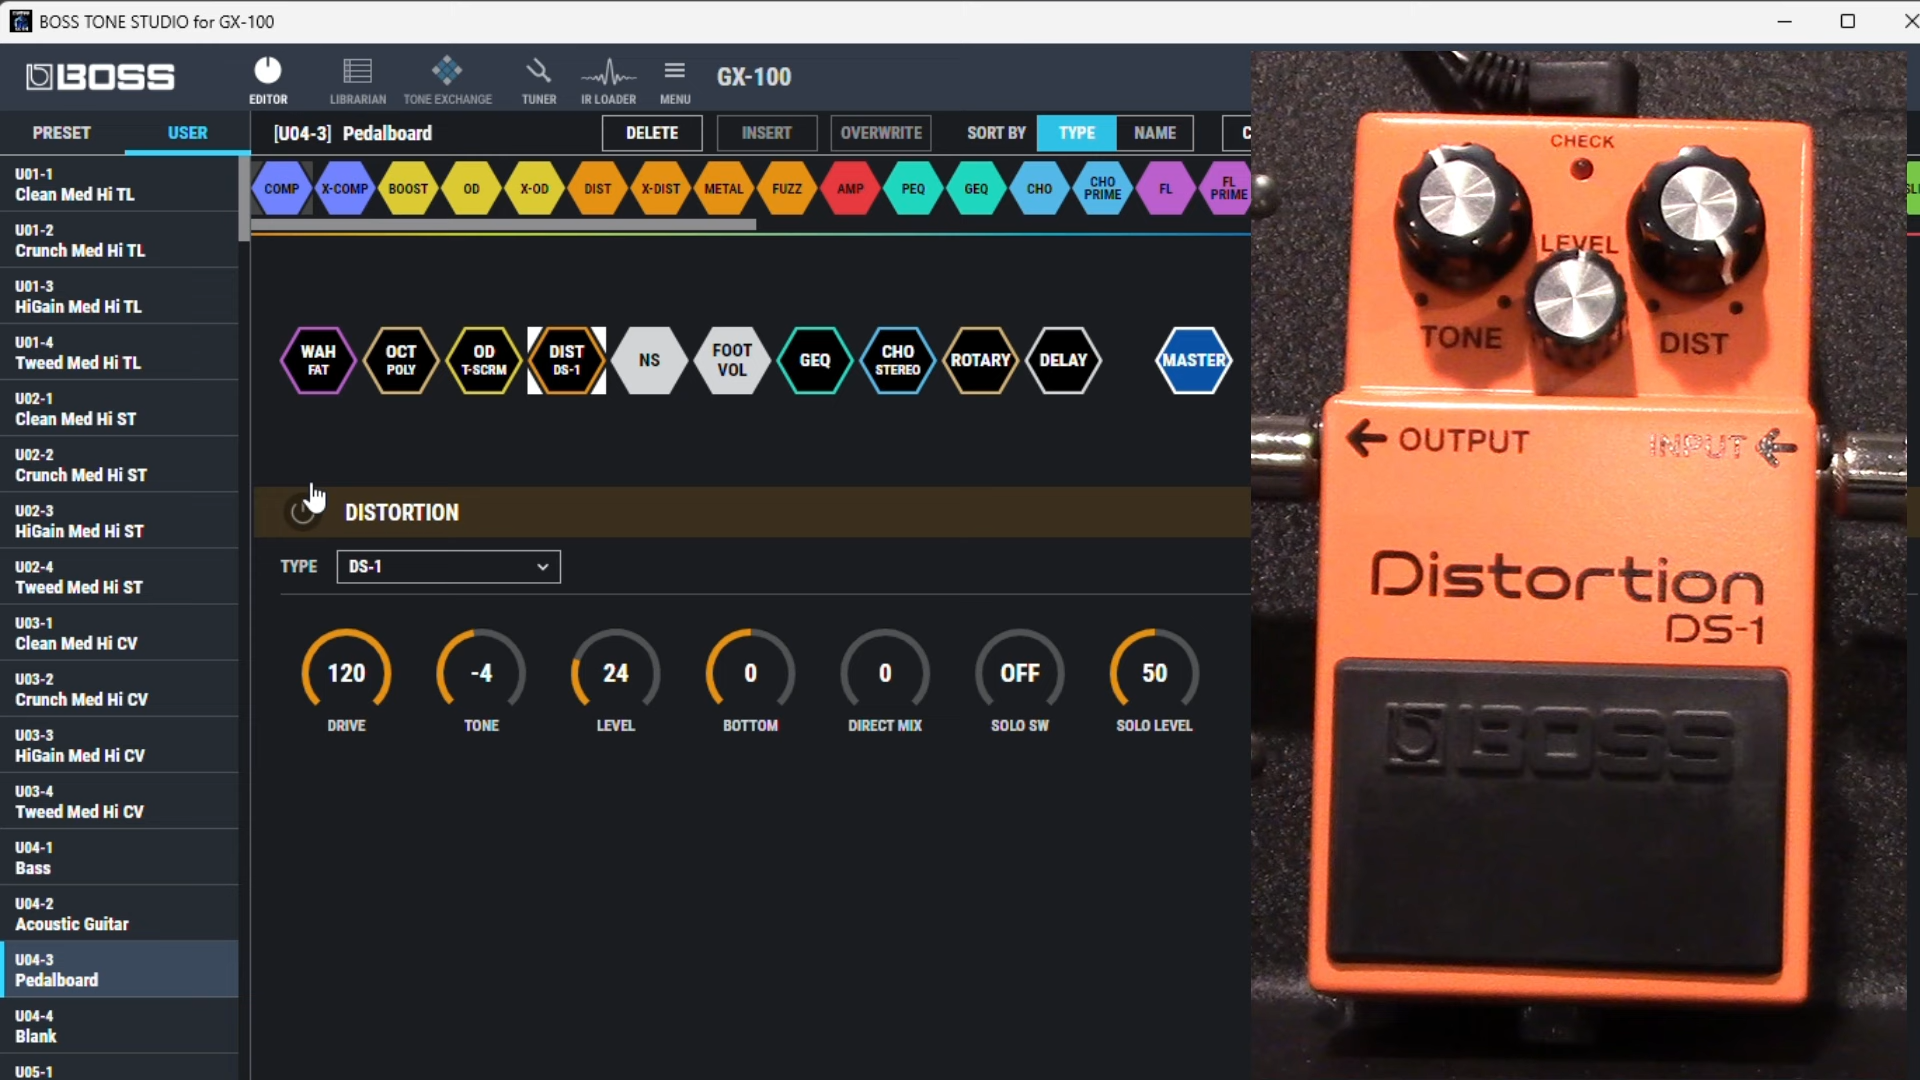 BOSS TONE STUDIO for GX-100
BOSS
EDITOR
LIBRARIAN
TONE EXCHANGE
TUNER
IR LOADER
MENU
GX-100
PRESET
USER
[U04-3] Pedalboard
DELETE
INSERT
OVERWRITE
SORT BY
TYPE
NAME
C
COMP
X-COMP
BOOST
OD
X-OD
DIST
X-DIST
METAL
FUZZ
AMP
PEQ
GEQ
CHO
CHO
PRIME
FL
FL
PRIME
WAH
FAT
OCT
POLY
OD
T-SCRM
DIST
DS-1
NS
FOOT
VOL
GEQ
CHO
STEREO
ROTARY
DELAY
MASTER
DISTORTION
TYPE
DS-1
120
-4
24
0
0
OFF
50
DRIVE
TONE
LEVEL
BOTTOM
DIRECT MIX
SOLO SW
SOLO LEVEL
U01-1
Clean Med Hi TL
U01-2
Crunch Med Hi TL
U01-3
HiGain Med Hi TL
U01-4
Tweed Med Hi TL
U02-1
Clean Med Hi ST
U02-2
Crunch Med Hi ST
U02-3
HiGain Med Hi ST
U02-4
Tweed Med Hi ST
U03-1
Clean Med Hi CV
U03-2
Crunch Med Hi CV
U03-3
HiGain Med Hi CV
U03-4
Tweed Med Hi CV
U04-1
Bass
U04-2
Acoustic Guitar
U04-3
Pedalboard
U04-4
Blank
U05-1
CHECK
LEVEL
TONE
DIST
OUTPUT
INPUT
Distortion
DS-1
BOSS